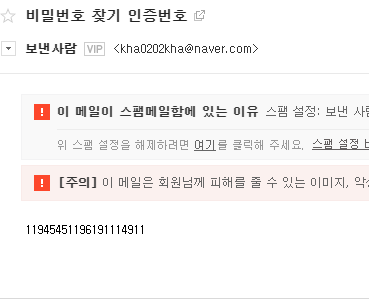 비밀번호 찾기 인증번호
보낸사람 VIP <kha0202kha@naver.com>
! 이 메일이 스팸메일함에 있는 이유 스팸 설정: 보낸 사람
위 스팸 설정을 해제하려면 여기를 클릭해 주세요. 스팸 설정
! [주의] 이 메일은 회원님께 피해를 줄 수 있는 이미지, 악성
11945451196191114911